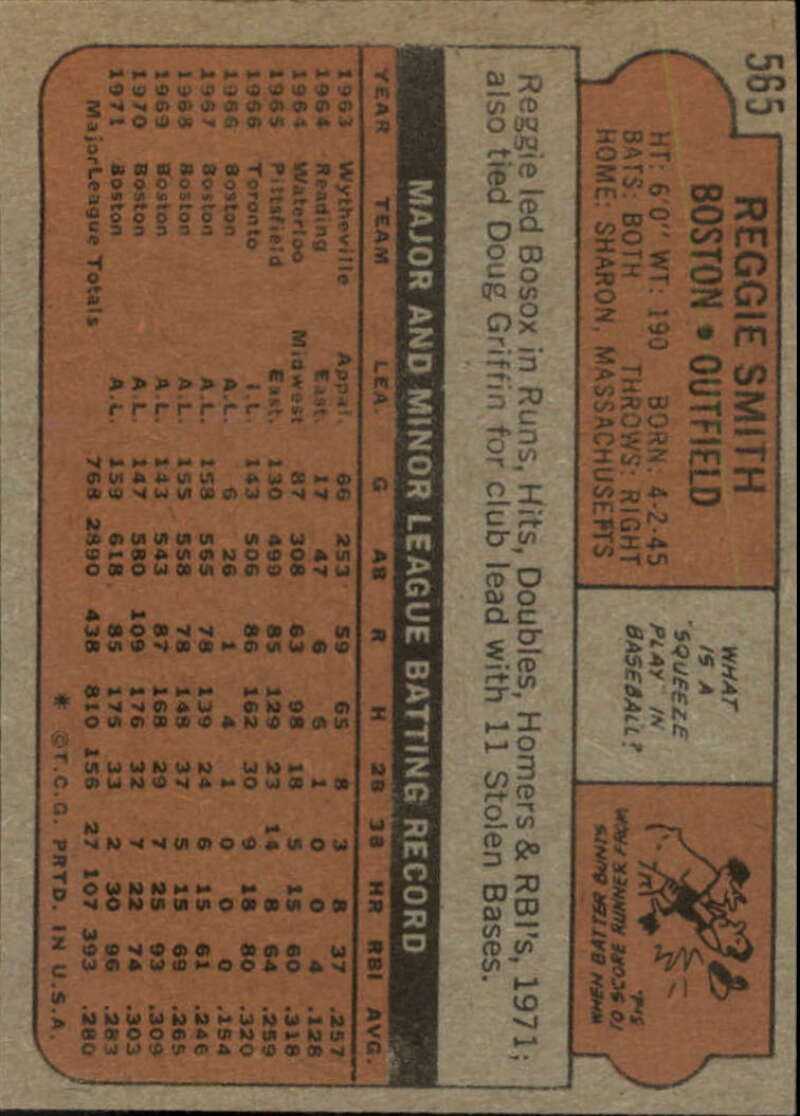 565
REGGIE SMITH
BOSTON • OUTFIELD
HT: 6'0" WT: 190 BORN: 4-2-45
BATS: BOTH THROWS: RIGHT
HOME: SHARON, MASSACHUSETTS
WHAT
IS A
"SQUEEZE
PLAY" IN
BASEBALL?
WHEN BATTER BUNTS
TO SCORE RUNNER FROM
3rd.
Reggie led Bosox in Runs, Hits, Doubles, Homers & RBI's, 1971;
also tied Doug Griffin for club lead with 11 Stolen Bases.
MAJOR AND MINOR LEAGUE BATTING RECORD
YEAR TEAM LEA. G AB R H 2B 3B HR RBI AVG.
1963 Wytheville Appal. 66 253 59 65 8 3 8 37 .257
1964 Reading East. 17 47 6 6 1 0 0 4 .128
1964 Waterloo Midwest 87 308 63 98 18 5 15 60 .318
1965 Pittsfield East. 130 499 85 129 23 14 8 64 .259
1966 Toronto I.L. 143 506 86 162 30 9 18 80 .320
1966 Boston A.L. 6 26 1 4 1 0 0 0 .154
1967 Boston A.L. 158 565 78 139 24 6 15 61 .246
1968 Boston A.L. 155 558 78 148 37 5 15 69 .265
1969 Boston A.L. 143 543 87 168 29 7 25 93 .309
1970 Boston A.L. 147 580 109 176 32 7 22 74 .303
1971 Boston A.L. 159 618 85 175 33 2 30 96 .283
Major League Totals 768 2890 438 810 156 27 107 393 .280
* ©T.C.G. PRTD. IN U.S.A.